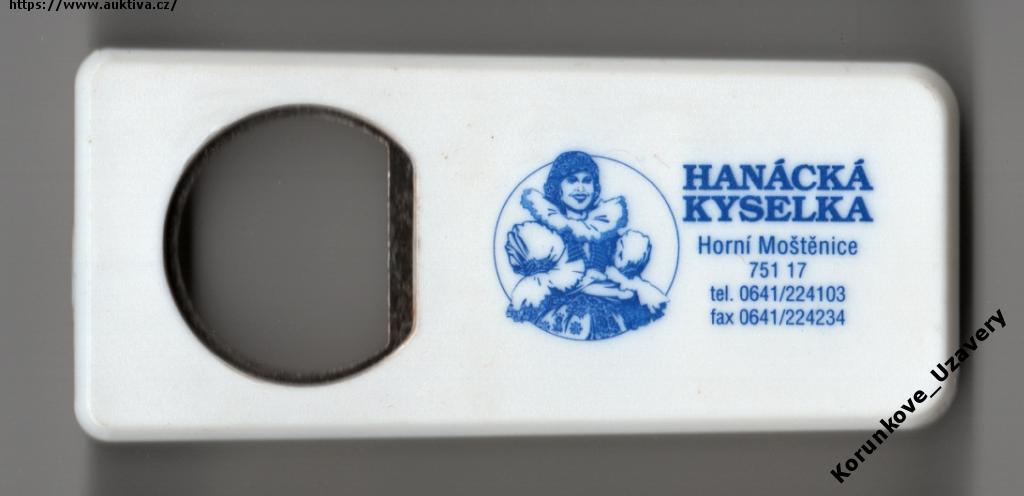 https://www.auktiva.cz/
HANÁCKÁ
KYSELKA
Horní Moštěnice
751 17
tel. 0641/224103
fax 0641/224234
Korunkove_Uzavery